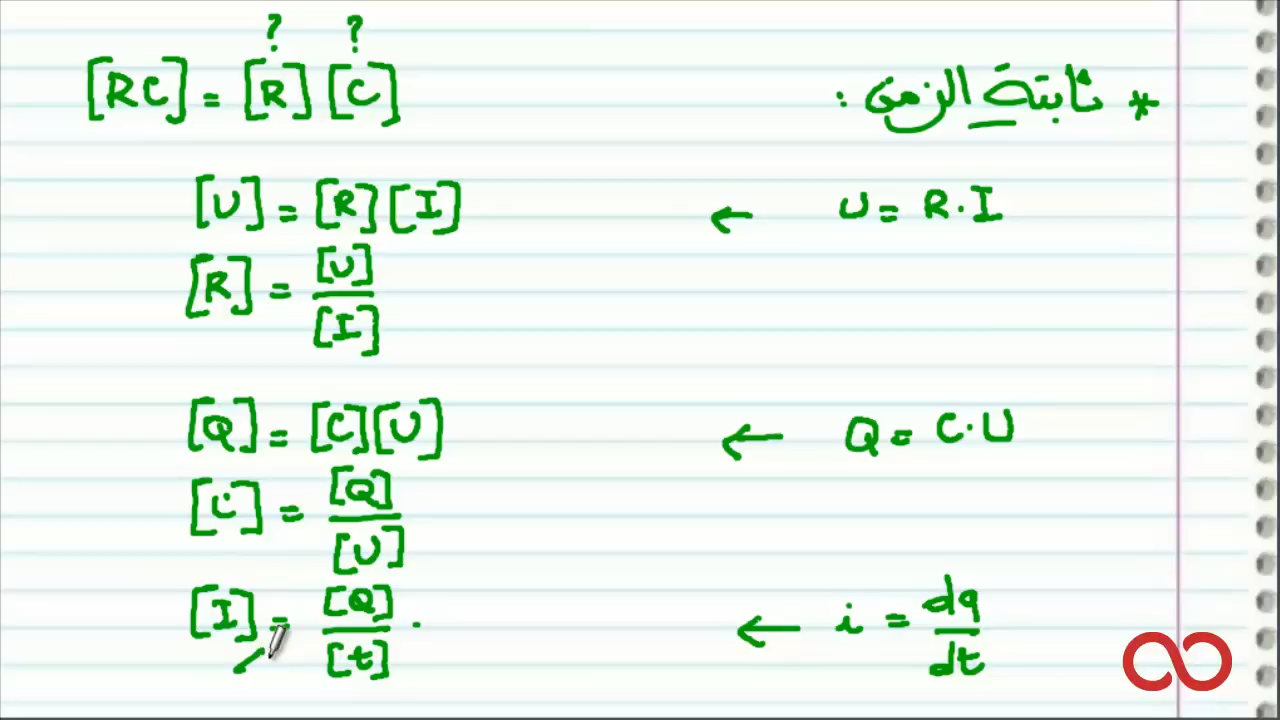 * ثابتة الزمن :
? ?
[RC] = [R] [C]
U = R . I ← [U] = [R] [I]
[R] = [U] / [I]
Q = C . U ← [Q] = [C] [U]
[C] = [Q] / [U]
i = dq / dt ← [I] = [Q] / [t] .